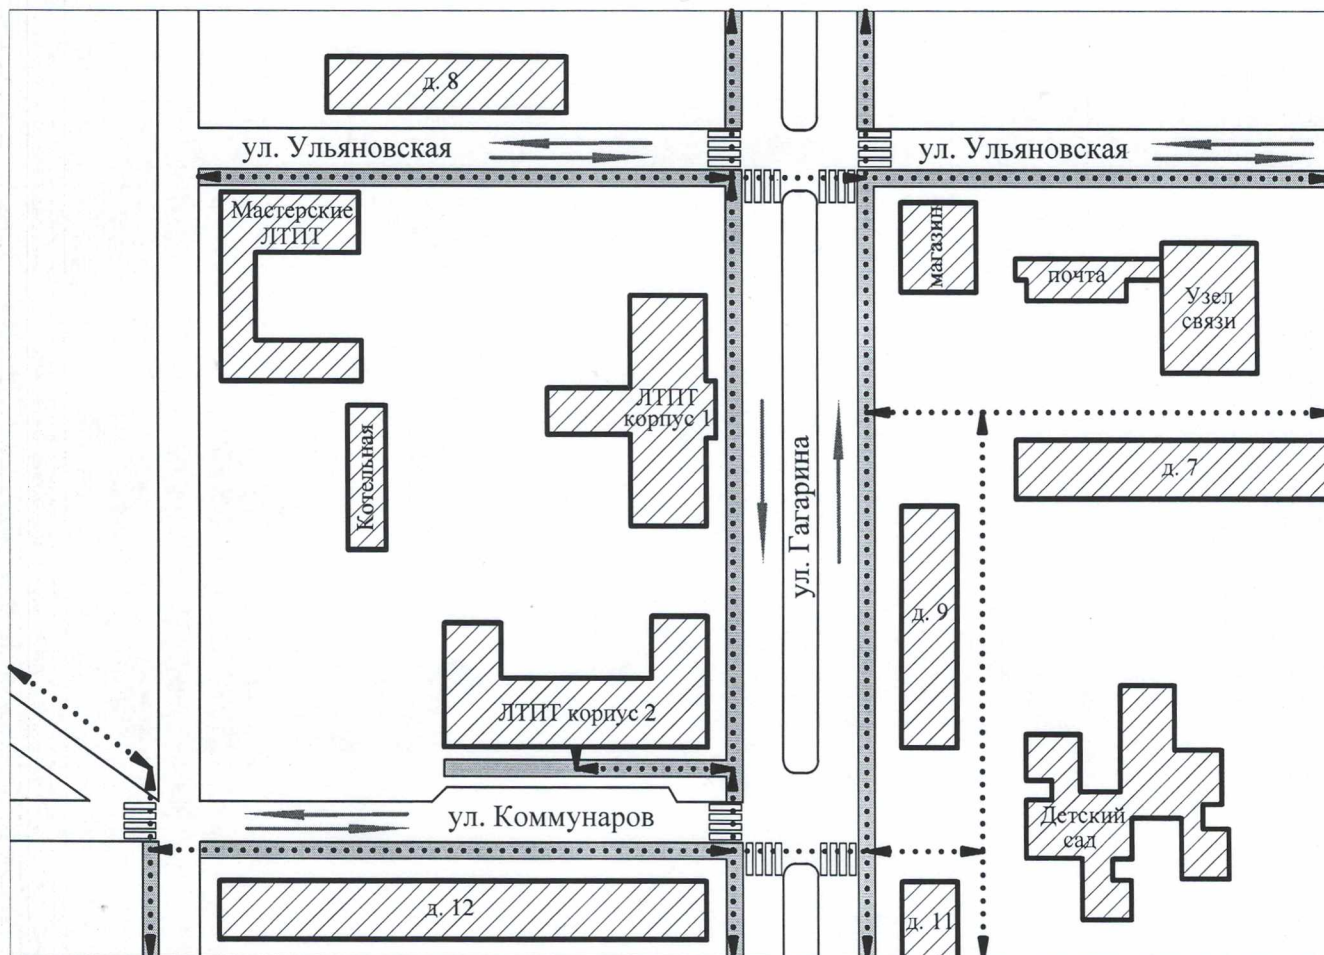 д. 8
ул. Ульяновская
ул. Ульяновская
Мастерские
ЛТПТ
магазин
почта
Узел
связи
ЛТПТ
корпус 1
Котельная
ул. Гагарина
д. 7
д. 9
ЛТПТ корпус 2
ул. Коммунаров
Детский
сад
д. 12
д. 11